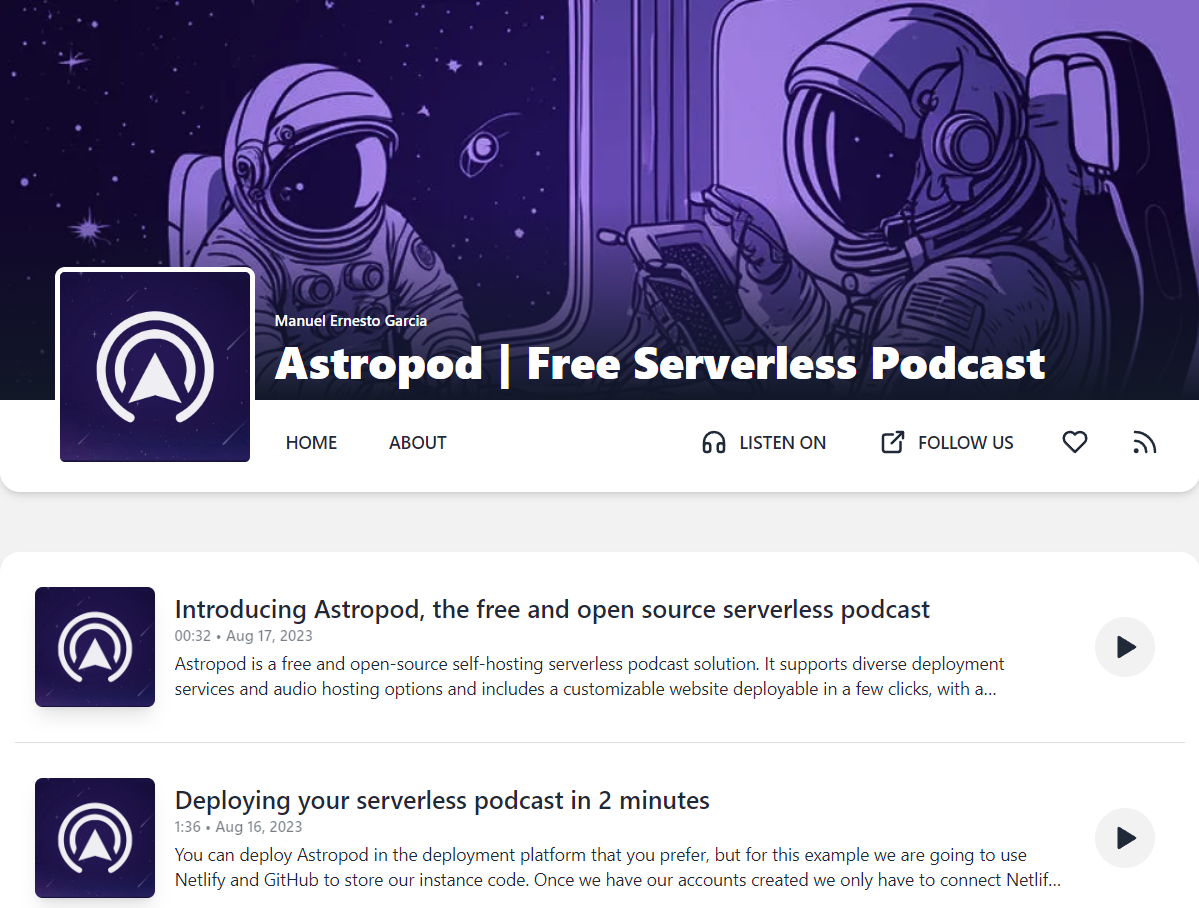 Manuel Ernesto Garcia
Astropod | Free Serverless Podcast
HOME ABOUT LISTEN ON FOLLOW US
Introducing Astropod, the free and open source serverless podcast
00:32 • Aug 17, 2023
Astropod is a free and open-source self-hosting serverless podcast solution. It supports diverse deployment
services and audio hosting options and includes a customizable website deployable in a few clicks, with a...
Deploying your serverless podcast in 2 minutes
1:36 • Aug 16, 2023
You can deploy Astropod in the deployment platform that you prefer, but for this example we are going to use
Netlify and GitHub to store our instance code. Once we have our accounts created we only have to connect Netlif...